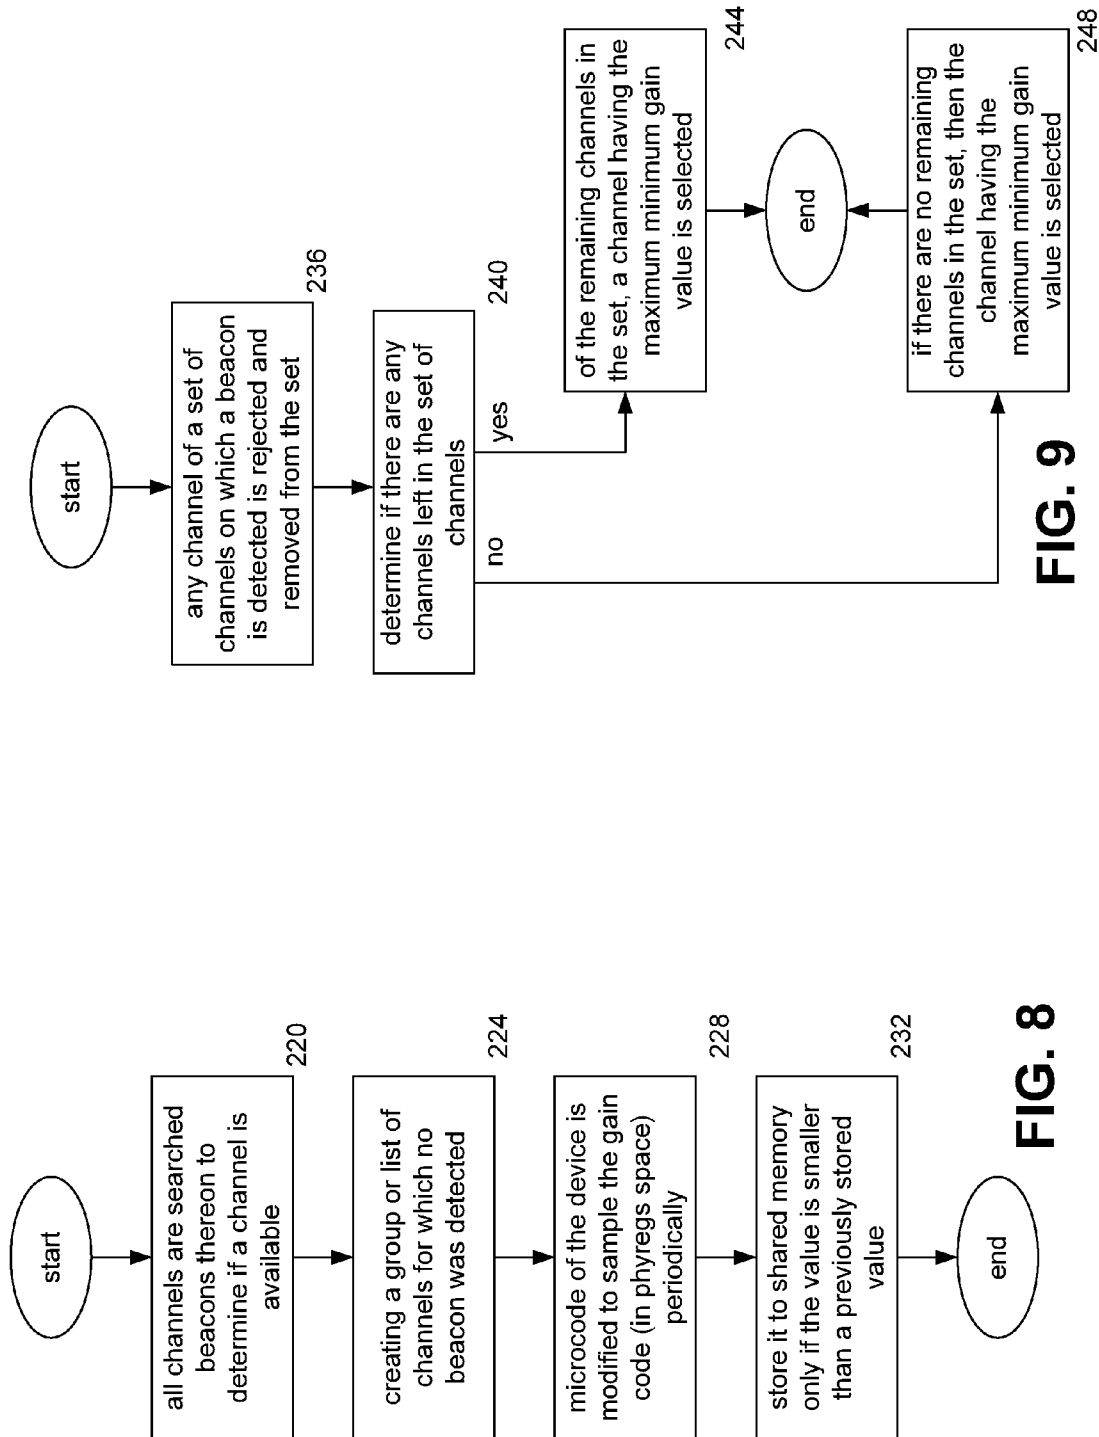 start
all channels are searched
beacons thereon to
determine if a channel is
available
220
creating a group or list of
channels for which no
beacon was detected
224
microcode of the device is
modified to sample the gain
code (in phyregs space)
periodically
228
store it to shared memory
only if the value is smaller
than a previously stored
value
232
end
FIG. 8
start
any channel of a set of
channels on which a beacon
is detected is rejected and
removed from the set
236
determine if there are any
channels left in the set of
channels
240
yes
no
of the remaining channels in
the set, a channel having the
maximum minimum gain
value is selected
244
end
if there are no remaining
channels in the set, then the
channel having the
maximum minimum gain
value is selected
248
FIG. 9